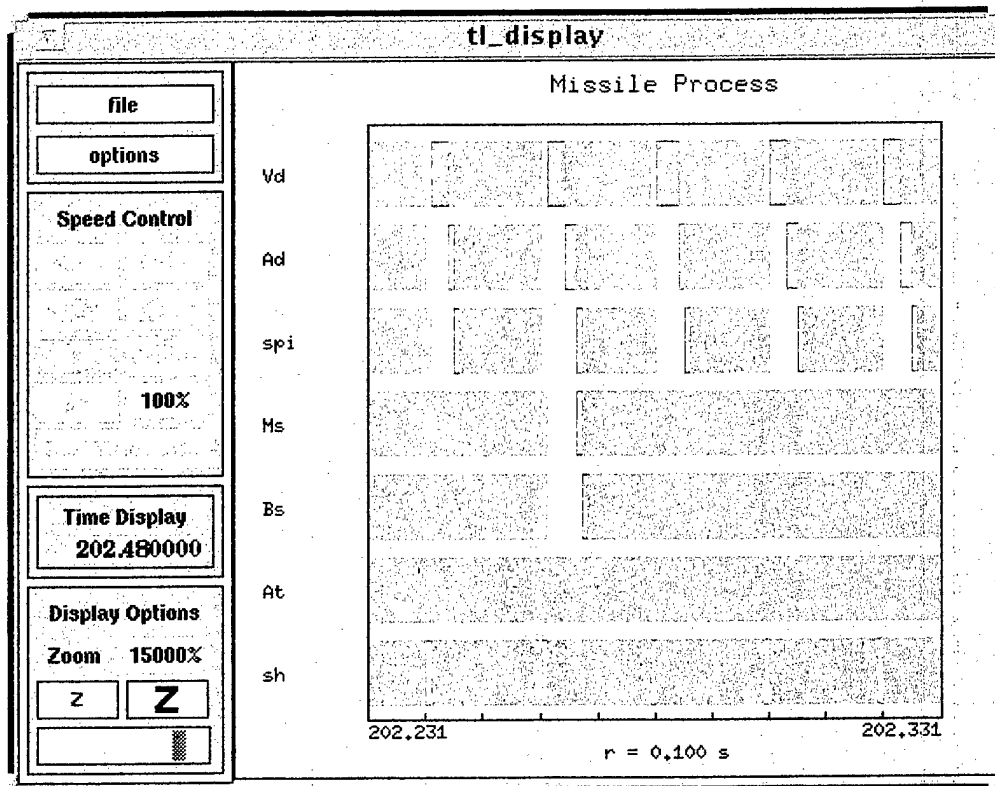 tl_display
file
options
Speed Control
100%
Time Display
202.480000
Display Options
Zoom 15000%
Z Z
Missile Process
Vd
Ad
spi
Ms
Bs
At
sh
202.231 202.331
r = 0.100 s